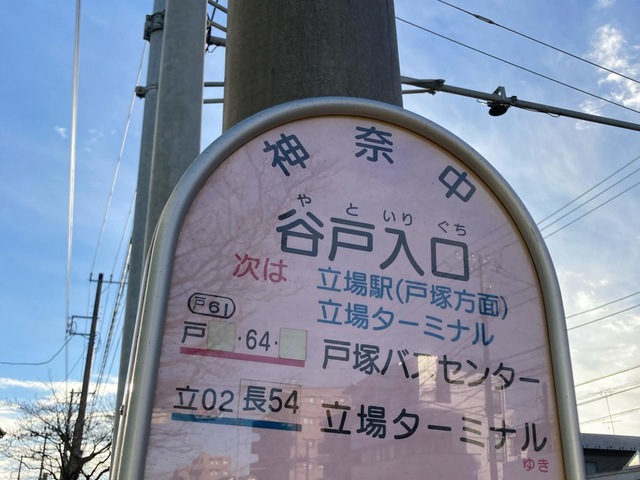 神奈中
や と いり ぐち
谷戸入口
次は 立場駅(戸塚方面)
立場ターミナル
戸61
戸 ・64・ 戸塚バスセンター
立02 長54 立場ターミナル
ゆき